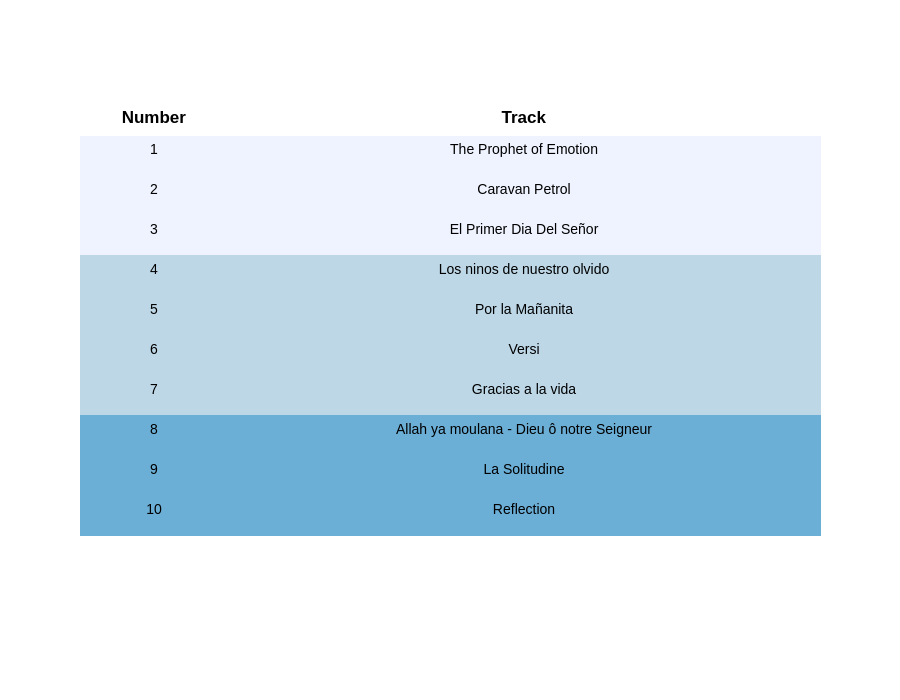 Number Track
1 The Prophet of Emotion
2 Caravan Petrol
3 El Primer Dia Del Señor
4 Los ninos de nuestro olvido
5 Por la Mañanita
6 Versi
7 Gracias a la vida
8 Allah ya moulana - Dieu ô notre Seigneur
9 La Solitudine
10 Reflection